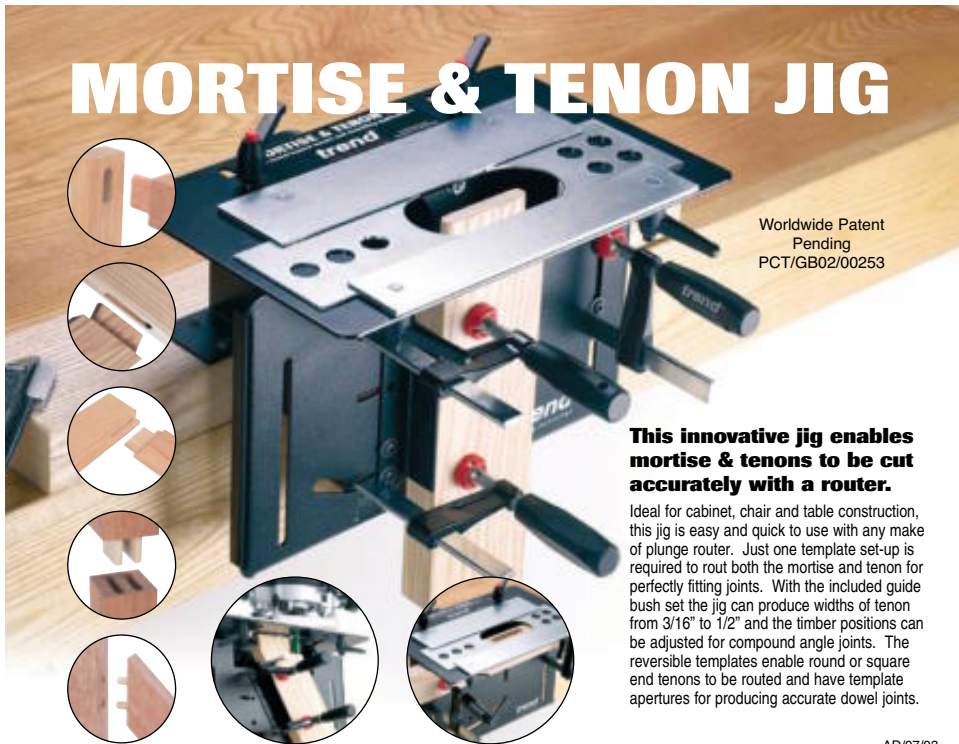 MORTISE & TENON JIG
MORTISE & TENON
trend
Worldwide Patent
Pending
PCT/GB02/00253
trend
trend
This innovative jig enables
mortise & tenons to be cut
accurately with a router.
Ideal for cabinet, chair and table construction,
this jig is easy and quick to use with any make
of plunge router.  Just one template set-up is
required to rout both the mortise and tenon for
perfectly fitting joints.  With the included guide
bush set the jig can produce widths of tenon
from 3/16” to 1/2” and the timber positions can
be adjusted for compound angle joints.  The
reversible templates enable round or square
end tenons to be routed and have template
apertures for producing accurate dowel joints.